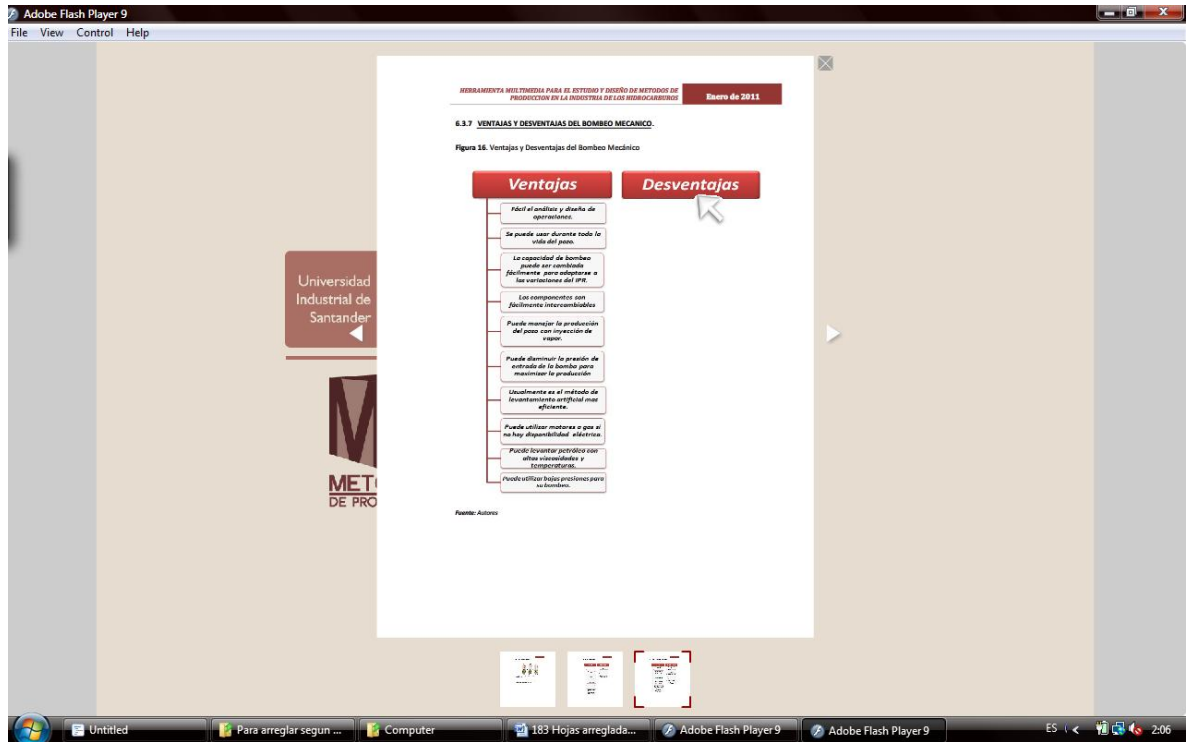 Adobe Flash Player 9
File View Control Help
HERRAMIENTA MULTIMEDIA PARA EL ESTUDIO Y DISEÑO DE METODOS DE
PRODUCCION EN LA INDUSTRIA DE LOS HIDROCARBUROS
Enero de 2011
6.3.7 VENTAJAS Y DESVENTAJAS DEL BOMBEO MECANICO.
Figura 16. Ventajas y Desventajas del Bombeo Mecánico
Ventajas
Desventajas
Fácil el análisis y diseño de
operaciones.
Se puede usar durante toda la
vida del pozo.
La capacidad de bombeo
puede ser cambiada
fácilmente para adaptarse a
las variaciones del IPR.
Los componentes son
fácilmente intercambiables
Puede manejar la producción
del pozo con inyección de
vapor.
Puede disminuir la presión de
entrada de la bomba para
maximizar la producción
Usualmente es el método de
levantamiento artificial mas
eficiente.
Puede utilizar motores a gas si
no hay disponibilidad eléctrica.
Puede levantar petróleo con
altas viscosidades y
temperaturas.
Puede utilizar bajas presiones para
su bombeo.
Fuente: Autores
Universidad
Industrial de
Santander
M
MET
DE PRO
Untitled
Para arreglar segun ...
Computer
183 Hojas arreglada...
Adobe Flash Player 9
Adobe Flash Player 9
ES
2:06